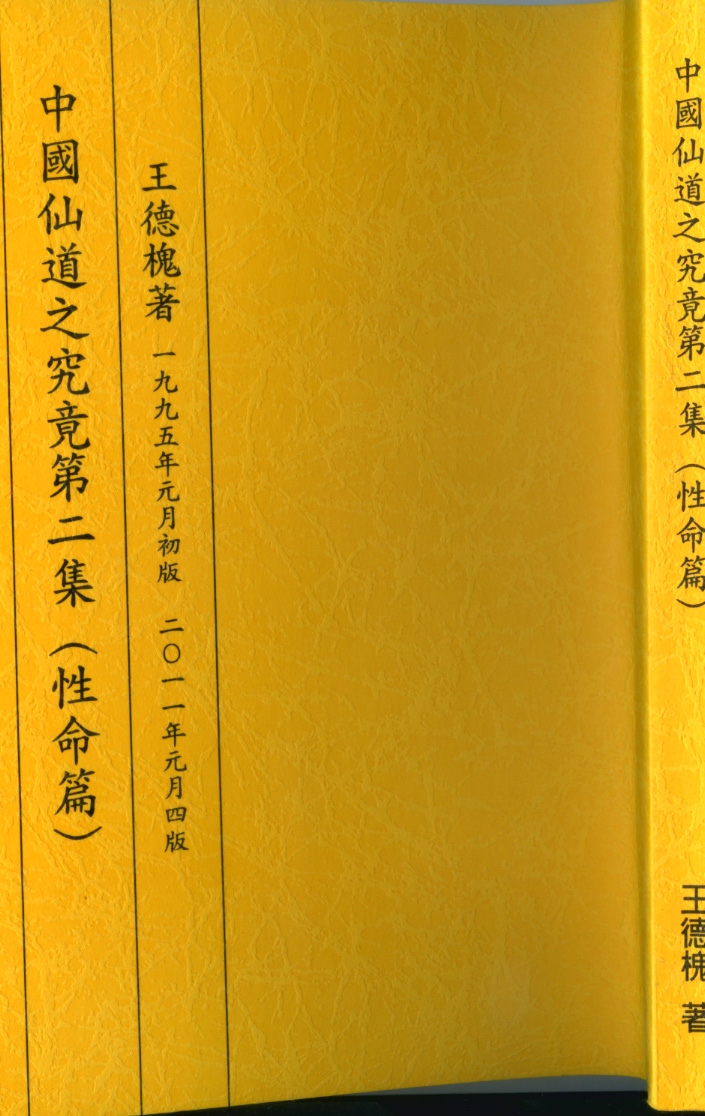 中國仙道之究竟第二集（性命篇）
王德槐著 一九九五年元月初版 二〇一一年元月四版
中國仙道之究竟第二集（性命篇）
王德槐 著